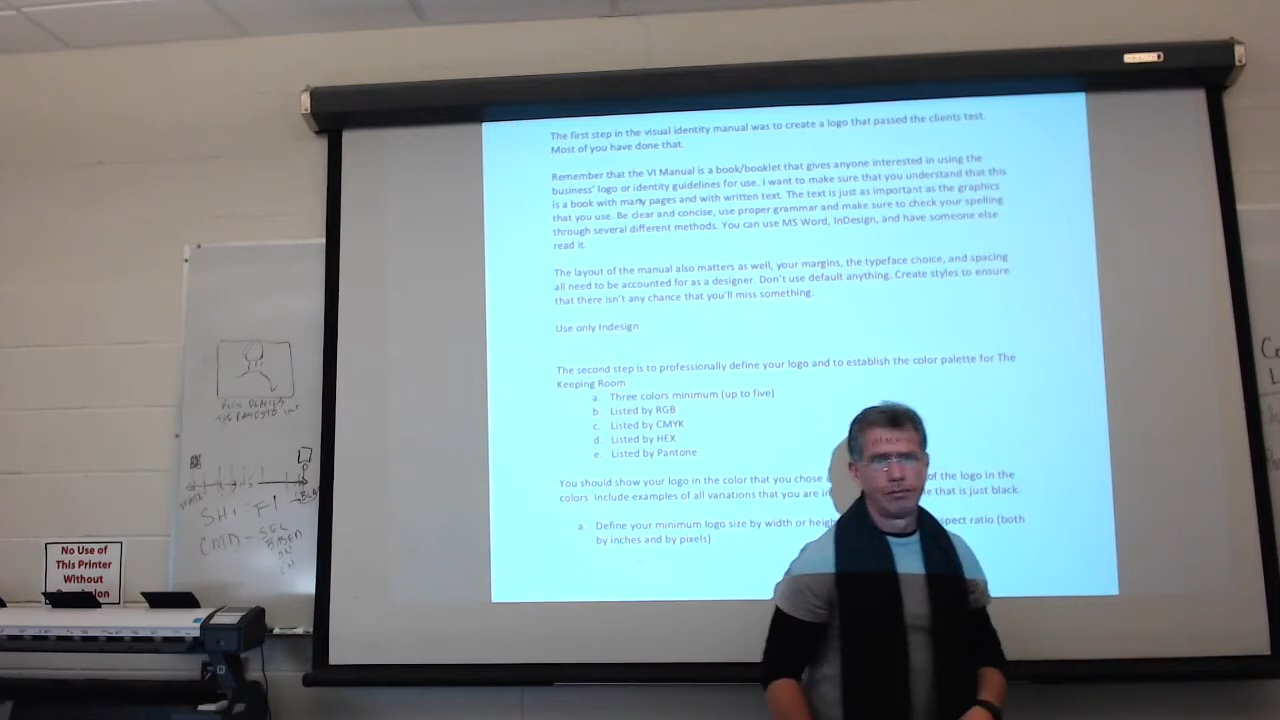 The first step in the visual identity manual was to create a logo that passed the clients test.
Most of you have done that.
Remember that the VI Manual is a book/booklet that gives anyone interested in using the
business' logo or identity guidelines for use. I want to make sure that you understand that this
is a book with many pages and with written text. The text is just as important as the graphics
that you use. Be clear and concise, use proper grammar and make sure to check your spelling
through several different methods. You can use MS Word, InDesign, and have someone else
read it.
The layout of the manual also matters as well, your margins, the typeface choice, and spacing
all need to be accounted for as a designer. Don't use default anything. Create styles to ensure
that there isn't any chance that you'll miss something.
Use only Indesign
The second step is to professionally define your logo and to establish the color palette for The
Keeping Room
a. Three colors minimum (up to five)
b. Listed by RGB
c. Listed by CMYK
d. Listed by HEX
e. Listed by Pantone
You should show your logo in the color that you chose of the logo in the
colors. Include examples of all variations that you are in that is just black
a. Define your minimum logo size by width or heigh spect ratio (both
by inches and by pixels)
SHIFT
CMD -
No Use of
This Printer
Without